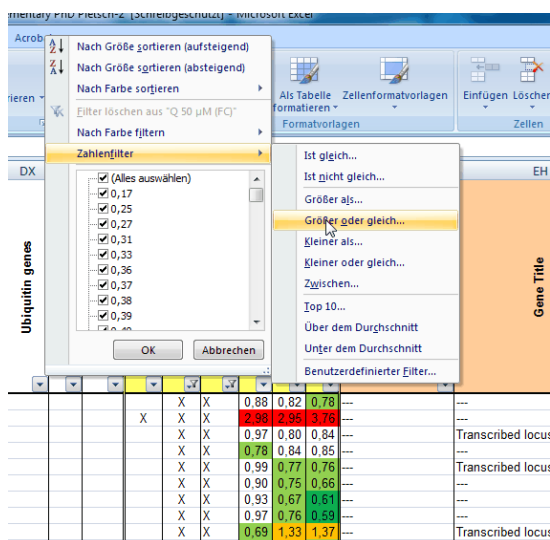 ementary PhD Pietsch-2 [Schreibgeschützt] - Microsoft Excel
Acrob
Nach Größe sortieren (aufsteigend)
Nach Größe sortieren (absteigend)
Nach Farbe sortieren
Filter löschen aus "Q 50 µM (FC)"
Nach Farbe filtern
Zahlenfilter
(Alles auswählen)
0,17
0,25
0,27
0,31
0,33
0,36
0,37
0,38
0,39
OK Abbrechen
Ist gleich...
Ist nicht gleich...
Größer als...
Größer oder gleich...
Kleiner als...
Kleiner oder gleich...
Zwischen...
Top 10...
Über dem Durchschnitt
Unter dem Durchschnitt
Benutzerdefinierter Filter...
rieren
Als Tabelle formatieren
Zellenformatvorlagen
Formatvorlagen
Einfügen Löschen
Zellen
DX EH
Ubiquitin genes
Gene Title
X X 0,88 0,82 0,78 --- ---
X X X 2,98 2,95 3,76 --- ---
X X 0,97 0,80 0,84 --- Transcribed locus
X X 0,78 0,84 0,85 --- ---
X X 0,99 0,77 0,76 --- Transcribed locus
X X 0,90 0,75 0,66 --- ---
X X 0,93 0,67 0,61 --- ---
X X 0,97 0,76 0,59 --- ---
X X 0,69 1,33 1,37 --- Transcribed locus